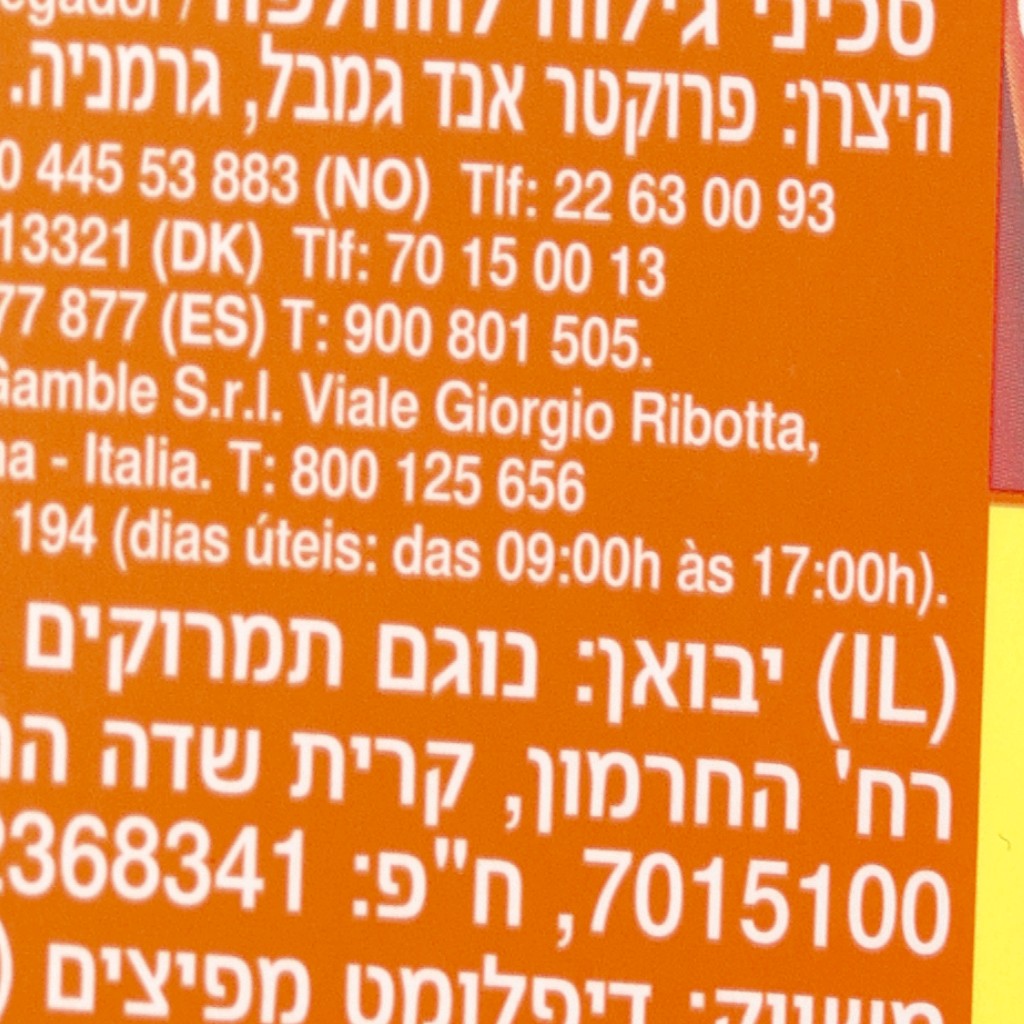 סכיני גילוח להחלפה /
היצרן: פרוקטר אנד גמבל, גרמניה.
445 53 883 (NO) Tlf: 22 63 00 93
13321 (DK) Tlf: 70 15 00 13
77 877 (ES) T: 900 801 505.
Gamble S.r.l. Viale Giorgio Ribotta,
- Italia. T: 800 125 656
194 (dias úteis: das 09:00h às 17:00h).
(IL) יבואן: נוגם תמרוקים
רח' החרמון, קרית שדה
7015100, ח"פ: 2368341
משווק: דיפלומט מפיצים (